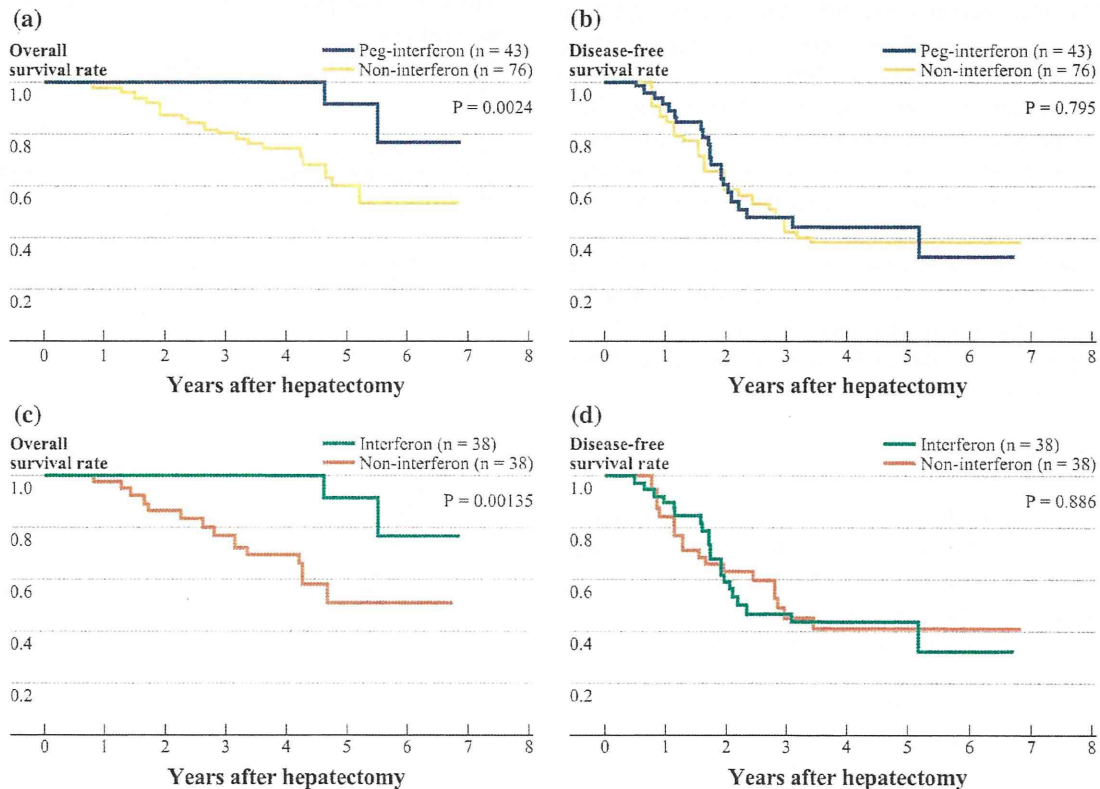 (a)
Overall
survival rate
Peg-interferon (n = 43)
Non-interferon (n = 76)
P = 0.0024
1.0
0.8
0.6
0.4
0.2
0 1 2 3 4 5 6 7 8
Years after hepatectomy
(b)
Disease-free
survival rate
Peg-interferon (n = 43)
Non-interferon (n = 76)
P = 0.795
1.0
0.8
0.6
0.4
0.2
0 1 2 3 4 5 6 7 8
Years after hepatectomy
(c)
Overall
survival rate
Interferon (n = 38)
Non-interferon (n = 38)
P = 0.00135
1.0
0.8
0.6
0.4
0.2
0 1 2 3 4 5 6 7 8
Years after hepatectomy
(d)
Disease-free
survival rate
Interferon (n = 38)
Non-interferon (n = 38)
P = 0.886
1.0
0.8
0.6
0.4
0.2
0 1 2 3 4 5 6 7 8
Years after hepatectomy